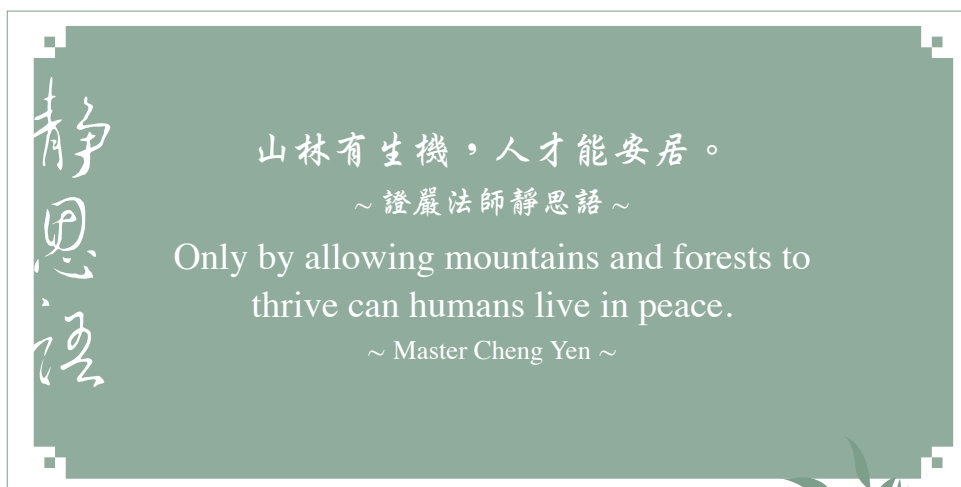 靜思語
山林有生機，人才能安居。
~ 證嚴法師靜思語 ~
Only by allowing mountains and forests to
thrive can humans live in peace.
~ Master Cheng Yen ~